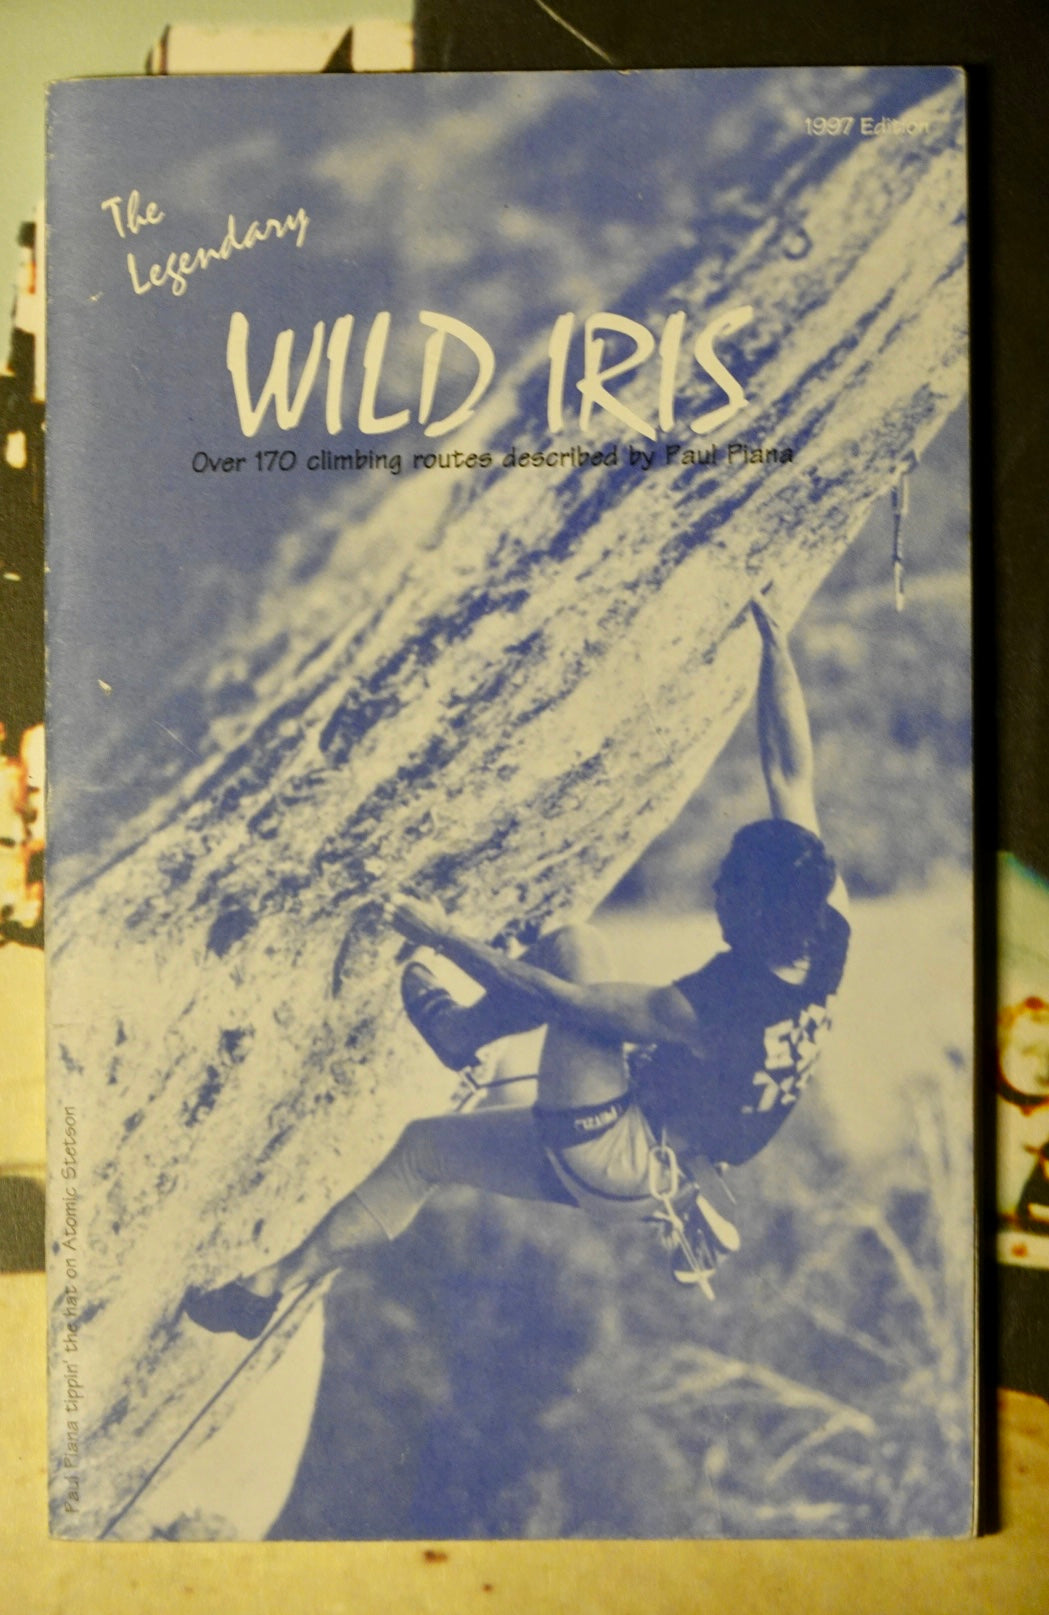 1997 Edition
The
Legendary
WILD IRIS
Over 170 climbing routes described by Paul Piana
PETZL
Paul Piana tippin' the hat on Atomic Stetson